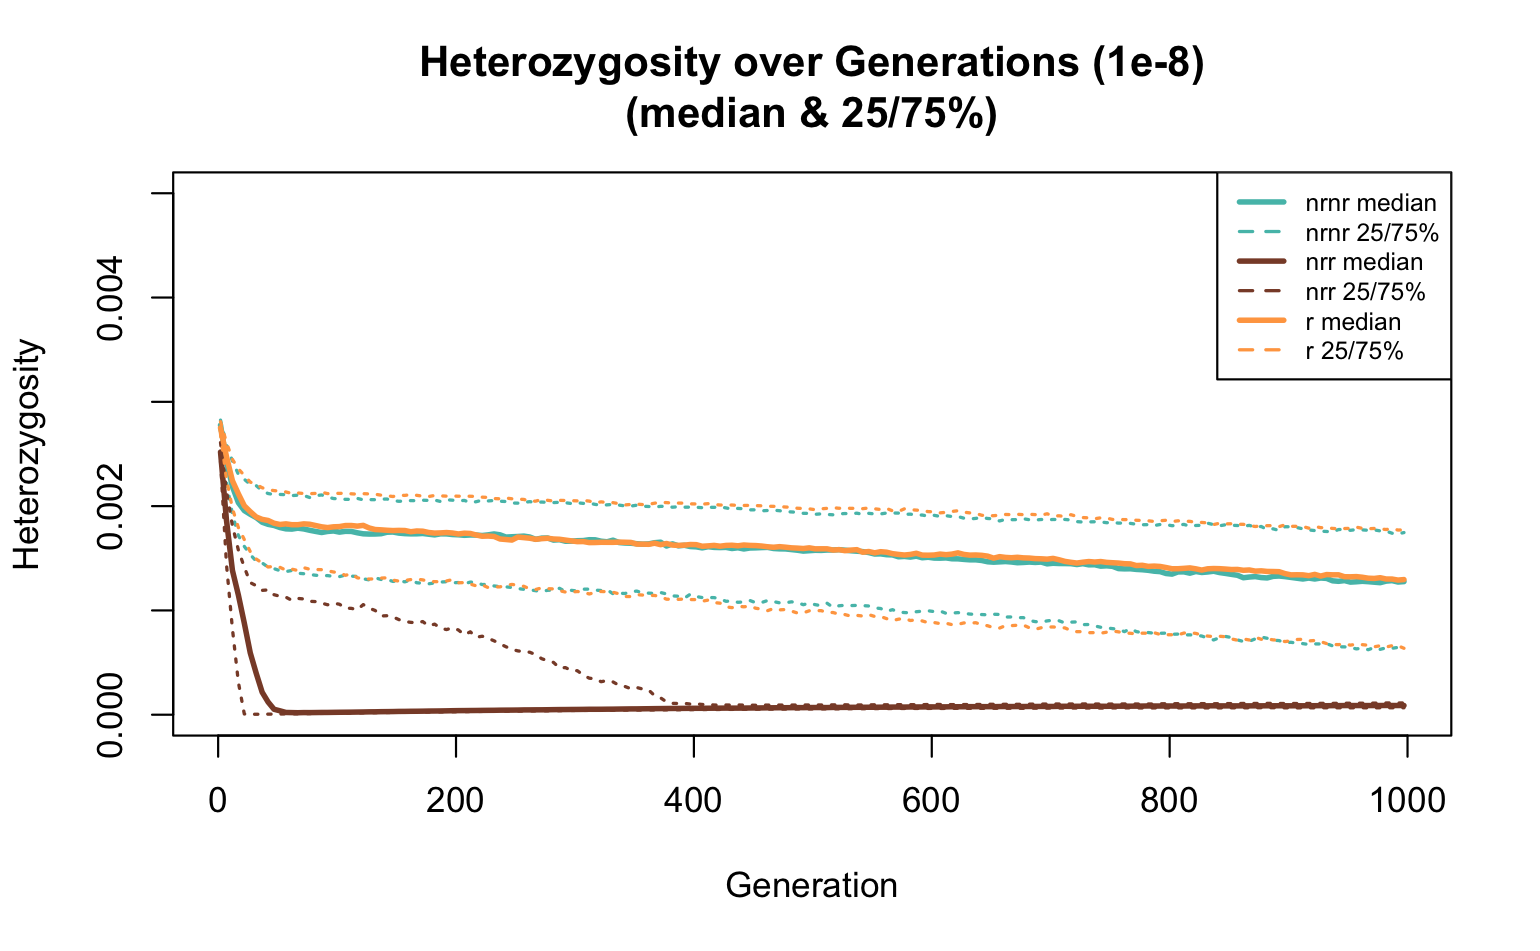 Heterozygosity over Generations (1e-8)
(median & 25/75%)
nrnr median
nrnr 25/75%
nrr median
nrr 25/75%
r median
r 25/75%
Heterozygosity
0.004
0.002
0.000
0 200 400 600 800 1000
Generation